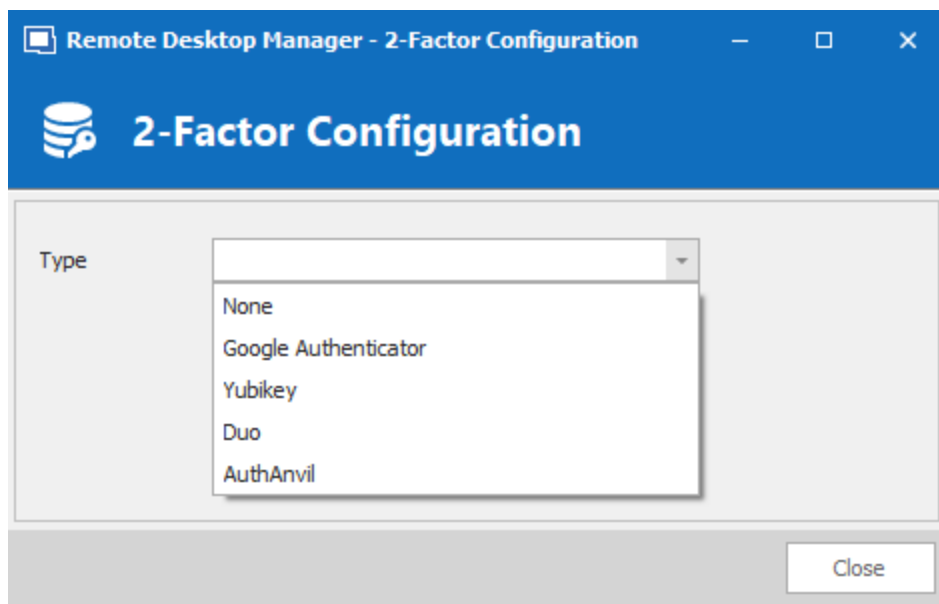 Remote Desktop Manager - 2-Factor Configuration
2-Factor Configuration
Type
None
Google Authenticator
Yubikey
Duo
AuthAnvil
Close